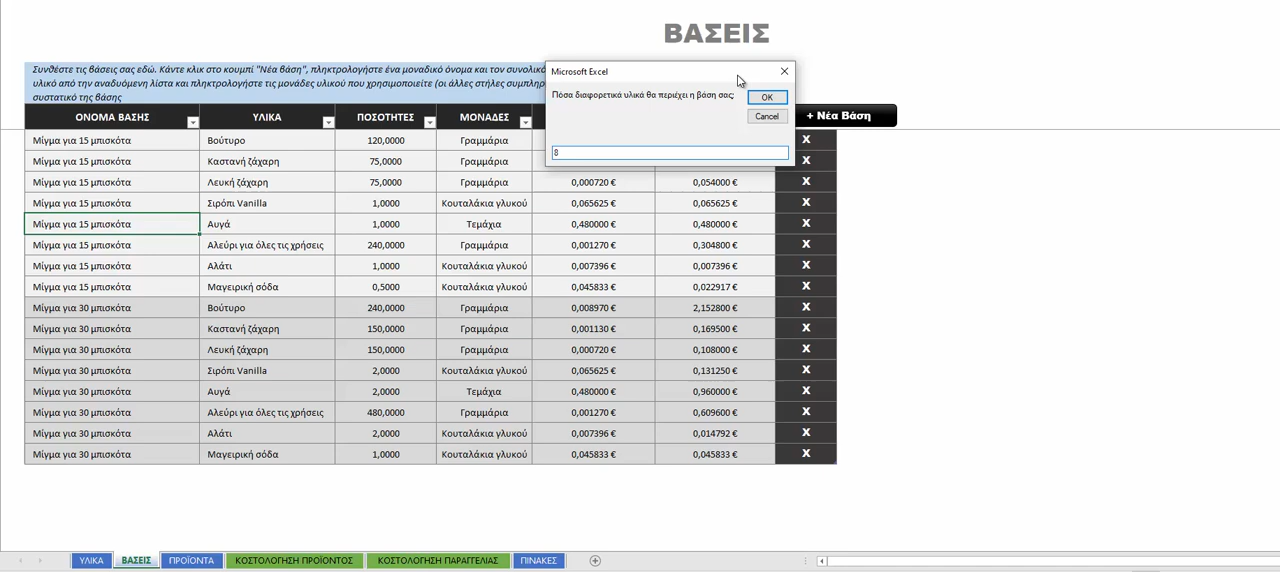 ΒΑΣΕΙΣ
Συνθέστε τις βάσεις σας εδώ. Κάντε κλικ στο κουμπί "Νέα βάση", πληκτρολογήστε ένα μοναδικό όνομα και τον συνολικό
υλικό από την αναδυόμενη λίστα και πληκτρολογήστε τις μονάδες υλικού που χρησιμοποιείτε (οι άλλες στήλες συμπληρ
συστατικό της βάσης
Microsoft Excel
Πόσα διαφορετικά υλικά θα περιέχει η βάση σας;
OK
Cancel
8
ΟΝΟΜΑ ΒΑΣΗΣ ΥΛΙΚΑ ΠΟΣΟΤΗΤΕΣ ΜΟΝΑΔΕΣ + Νέα Βάση
Μίγμα για 15 μπισκότα Βούτυρο 120,0000 Γραμμάρια X
Μίγμα για 15 μπισκότα Καστανή ζάχαρη 75,0000 Γραμμάρια X
Μίγμα για 15 μπισκότα Λευκή ζάχαρη 75,0000 Γραμμάρια 0,000720 € 0,054000 € X
Μίγμα για 15 μπισκότα Σιρόπι Vanilla 1,0000 Κουταλάκια γλυκού 0,065625 € 0,065625 € X
Μίγμα για 15 μπισκότα Αυγά 1,0000 Τεμάχια 0,480000 € 0,480000 € X
Μίγμα για 15 μπισκότα Αλεύρι για όλες τις χρήσεις 240,0000 Γραμμάρια 0,001270 € 0,304800 € X
Μίγμα για 15 μπισκότα Αλάτι 1,0000 Κουταλάκια γλυκού 0,007396 € 0,007396 € X
Μίγμα για 15 μπισκότα Μαγειρική σόδα 0,5000 Κουταλάκια γλυκού 0,045833 € 0,022917 € X
Μίγμα για 30 μπισκότα Βούτυρο 240,0000 Γραμμάρια 0,008970 € 2,152800 € X
Μίγμα για 30 μπισκότα Καστανή ζάχαρη 150,0000 Γραμμάρια 0,001130 € 0,169500 € X
Μίγμα για 30 μπισκότα Λευκή ζάχαρη 150,0000 Γραμμάρια 0,000720 € 0,108000 € X
Μίγμα για 30 μπισκότα Σιρόπι Vanilla 2,0000 Κουταλάκια γλυκού 0,065625 € 0,131250 € X
Μίγμα για 30 μπισκότα Αυγά 2,0000 Τεμάχια 0,480000 € 0,960000 € X
Μίγμα για 30 μπισκότα Αλεύρι για όλες τις χρήσεις 480,0000 Γραμμάρια 0,001270 € 0,609600 € X
Μίγμα για 30 μπισκότα Αλάτι 2,0000 Κουταλάκια γλυκού 0,007396 € 0,014792 € X
Μίγμα για 30 μπισκότα Μαγειρική σόδα 1,0000 Κουταλάκια γλυκού 0,045833 € 0,045833 € X
ΥΛΙΚΑ ΒΑΣΕΙΣ ΠΡΟΪΟΝΤΑ ΚΟΣΤΟΛΟΓΗΣΗ ΠΡΟΪΟΝΤΟΣ ΚΟΣΤΟΛΟΓΗΣΗ ΠΑΡΑΓΓΕΛΙΑΣ ΠΙΝΑΚΕΣ